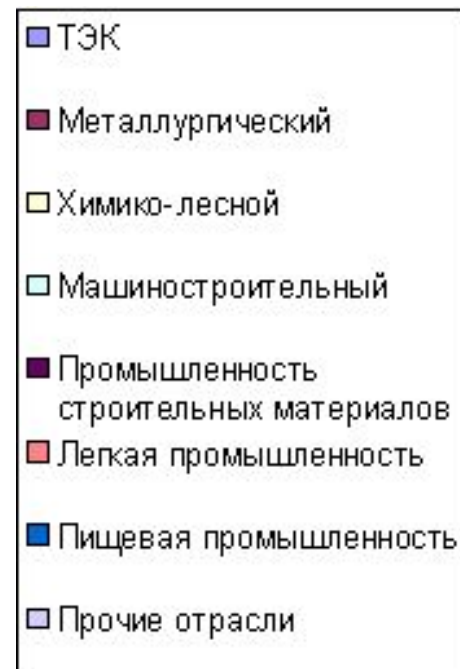 ТЭК
Металлургический
Химико-лесной
Машиностроительный
Промышленность
строительных материалов
Легкая промышленность
Пищевая промышленность
Прочие отрасли